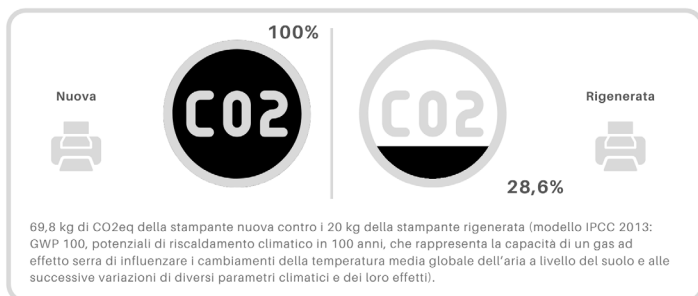 100%
Nuova
CO2
CO2
Rigenerata
28,6%
69,8 kg di CO2eq della stampante nuova contro i 20 kg della stampante rigenerata (modello IPCC 2013:
GWP 100, potenziali di riscaldamento climatico in 100 anni, che rappresenta la capacità di un gas ad
effetto serra di influenzare i cambiamenti della temperatura media globale dell'aria a livello del suolo e alle
successive variazioni di diversi parametri climatici e dei loro effetti).